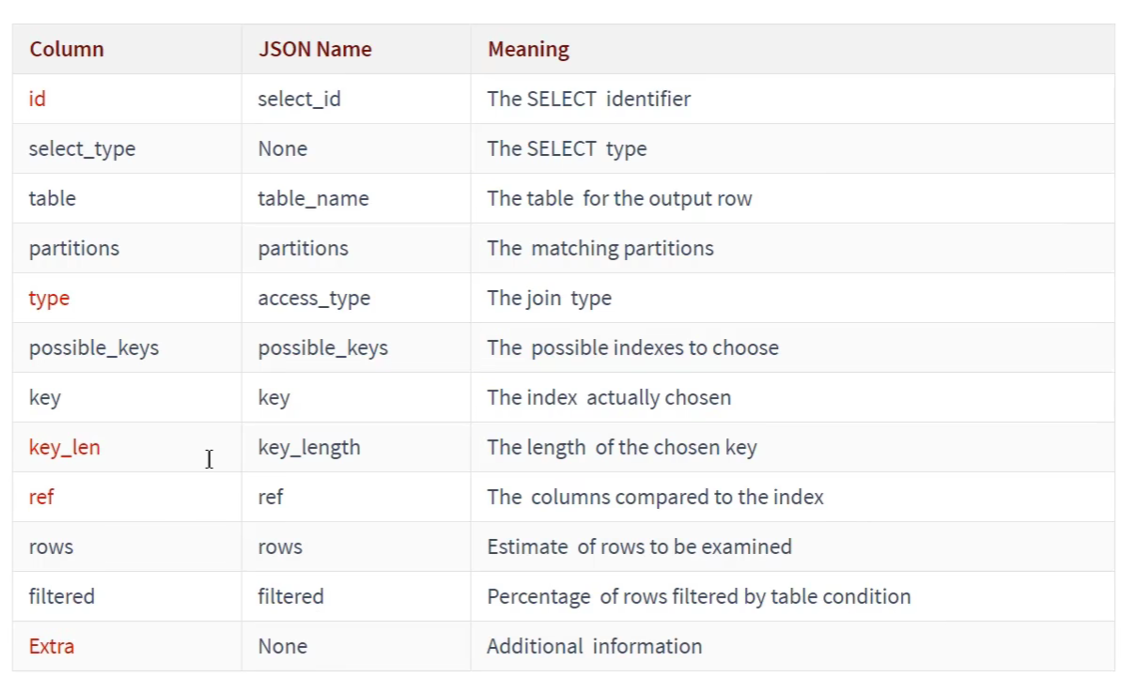 Column JSON Name Meaning
id select_id The SELECT identifier
select_type None The SELECT type
table table_name The table for the output row
partitions partitions The matching partitions
type access_type The join type
possible_keys possible_keys The possible indexes to choose
key key The index actually chosen
key_len key_length The length of the chosen key
ref ref The columns compared to the index
rows rows Estimate of rows to be examined
filtered filtered Percentage of rows filtered by table condition
Extra None Additional information